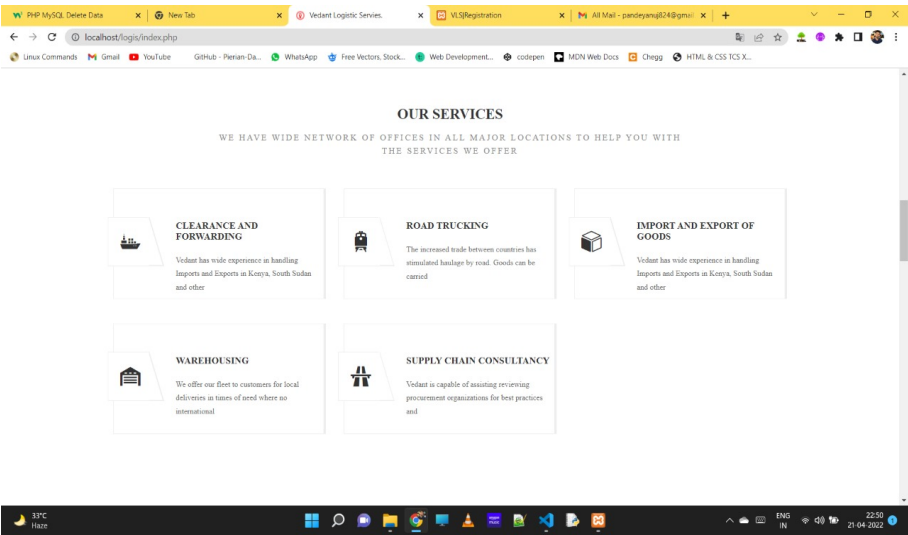 PHP MySQL Delete Data
New Tab
Vedant Logistic Servies.
VLS|Registration
All Mail - pandeyanuj824@gmail
localhost/logis/index.php
Linux Commands
Gmail
YouTube
GitHub - Pierian-Da...
WhatsApp
Free Vectors, Stock...
Web Development...
codepen
MDN Web Docs
Chegg
HTML & CSS TCS X...
OUR SERVICES
WE HAVE WIDE NETWORK OF OFFICES IN ALL MAJOR LOCATIONS TO HELP YOU WITH
THE SERVICES WE OFFER
CLEARANCE AND
FORWARDING
Vedant has wide experience in handling
Imports and Exports in Kenya, South Sudan
and other
ROAD TRUCKING
The increased trade between countries has
stimulated haulage by road. Goods can be
carried
IMPORT AND EXPORT OF
GOODS
Vedant has wide experience in handling
Imports and Exports in Kenya, South Sudan
and other
WAREHOUSING
We offer our fleet to customers for local
deliveries in times of need where no
international
SUPPLY CHAIN CONSULTANCY
Vedant is capable of assisting reviewing
procurement organizations for best practices
and
33°C
Haze
ENG
IN
22:50
21-04-2022